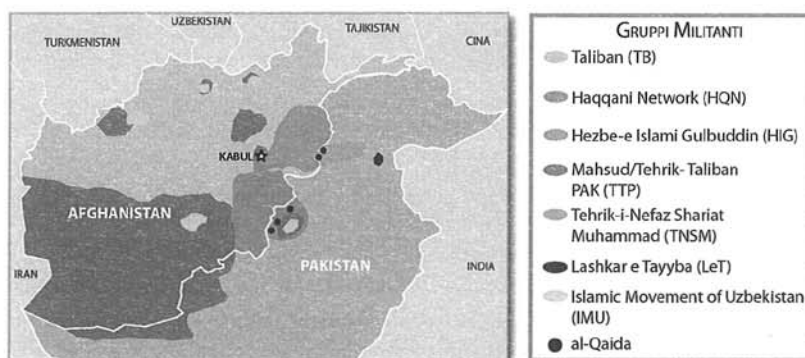 UZBEKISTAN
TAJIKISTAN
TURKMENISTAN
CINA
KABUL
AFGHANISTAN
PAKISTAN
IRAN
INDIA
GRUPPI MILITANTI
Taliban (TB)
Haqqani Network (HQN)
Hezbe-e Islami Gulbuddin (HIG)
Mahsud/Tehrik-Taliban
PAK (TTP)
Tehrik-i-Nefaz Shariat
Muhammad (TNSM)
Lashkar e Tayyba (LeT)
Islamic Movement of Uzbekistan
(IMU)
al-Qaida